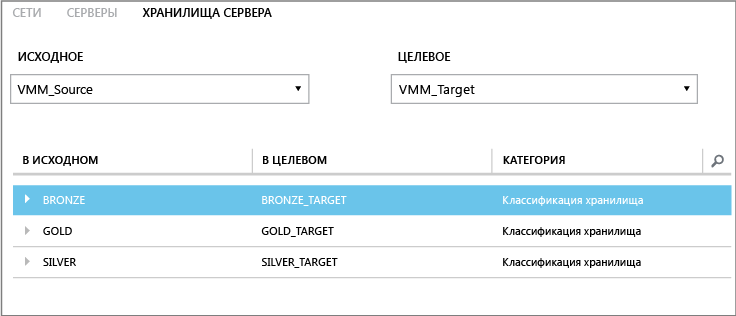 СЕТИ СЕРВЕРЫ ХРАНИЛИЩА СЕРВЕРА
ИСХОДНОЕ ЦЕЛЕВОЕ
VMM_Source VMM_Target
В ИСХОДНОМ В ЦЕЛЕВОМ КАТЕГОРИЯ
BRONZE BRONZE_TARGET Классификация хранилища
GOLD GOLD_TARGET Классификация хранилища
SILVER SILVER_TARGET Классификация хранилища